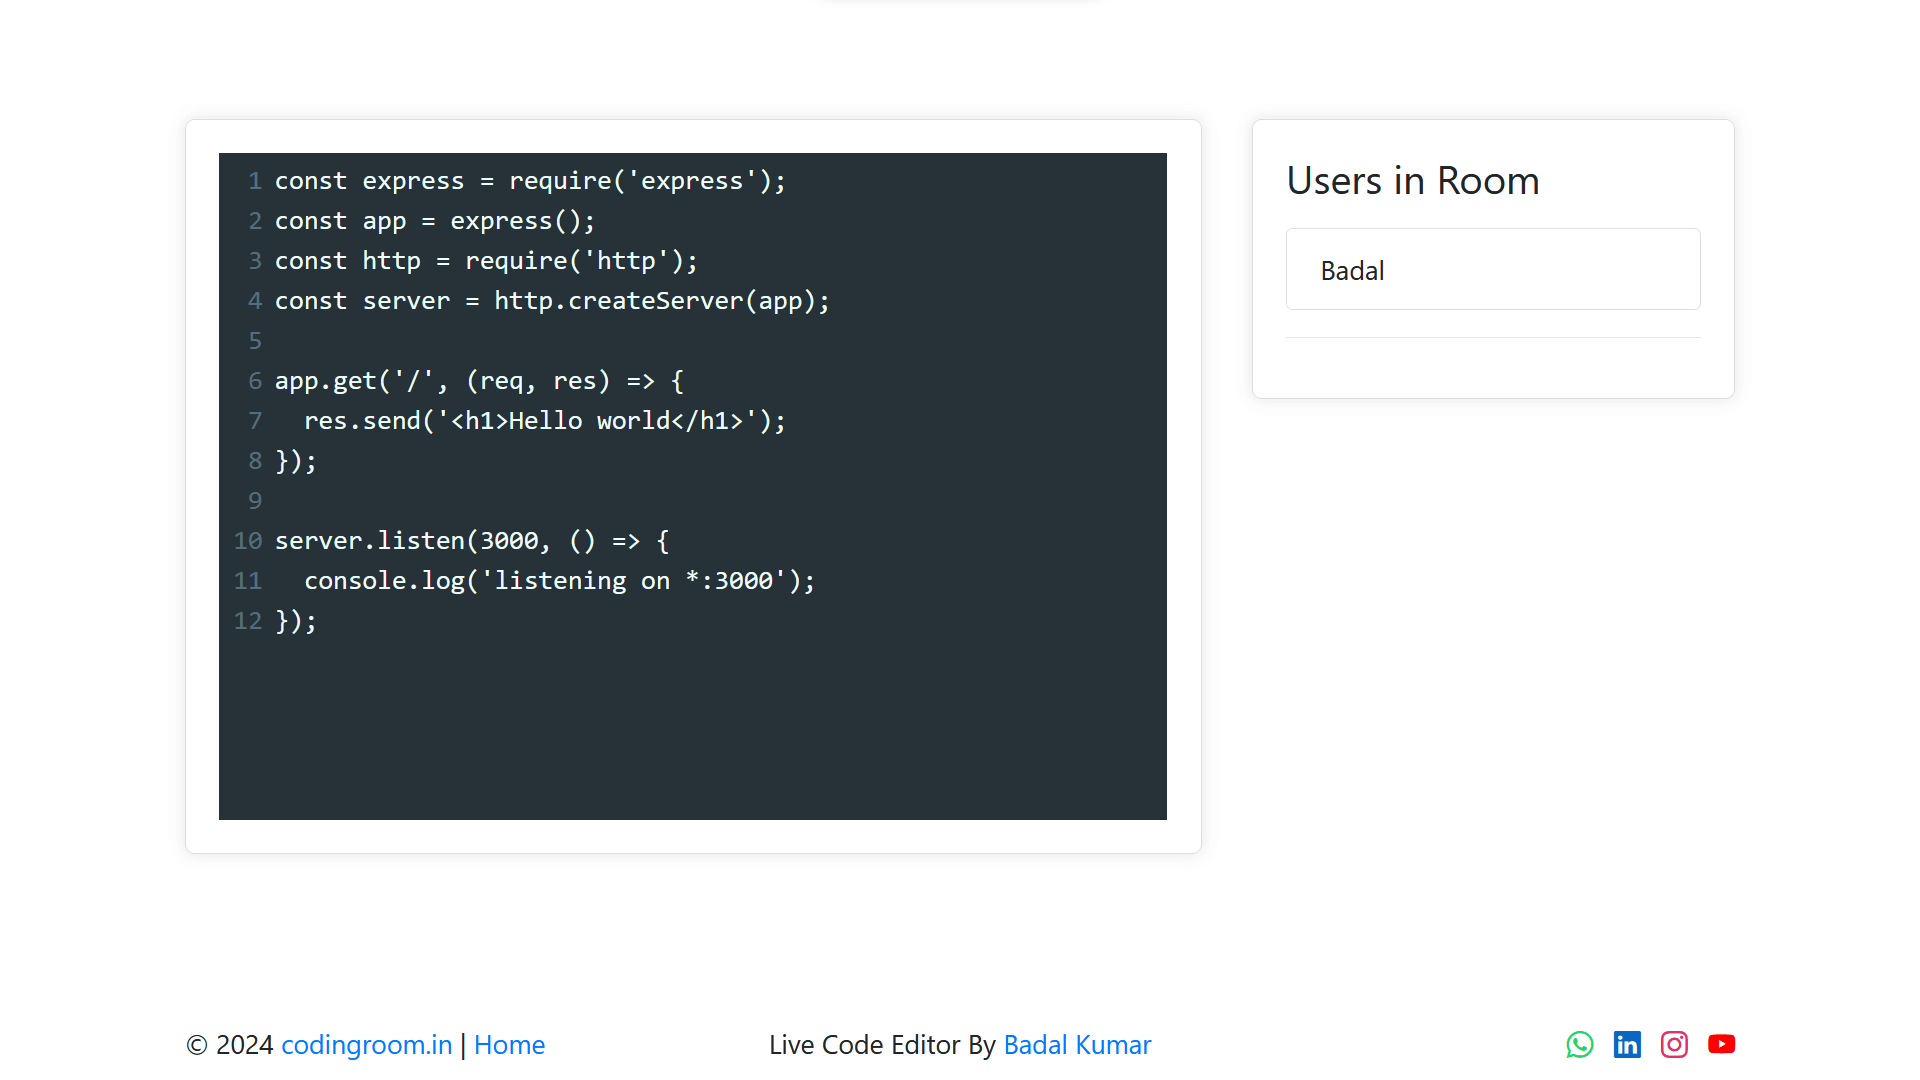 1 const express = require('express');
2 const app = express();
3 const http = require('http');
4 const server = http.createServer(app);
5
6 app.get('/', (req, res) => {
7   res.send('<h1>Hello world</h1>');
8 });
9
10 server.listen(3000, () => {
11   console.log('listening on *:3000');
12 });
Users in Room
Badal
© 2024 codingroom.in | Home
Live Code Editor By Badal Kumar